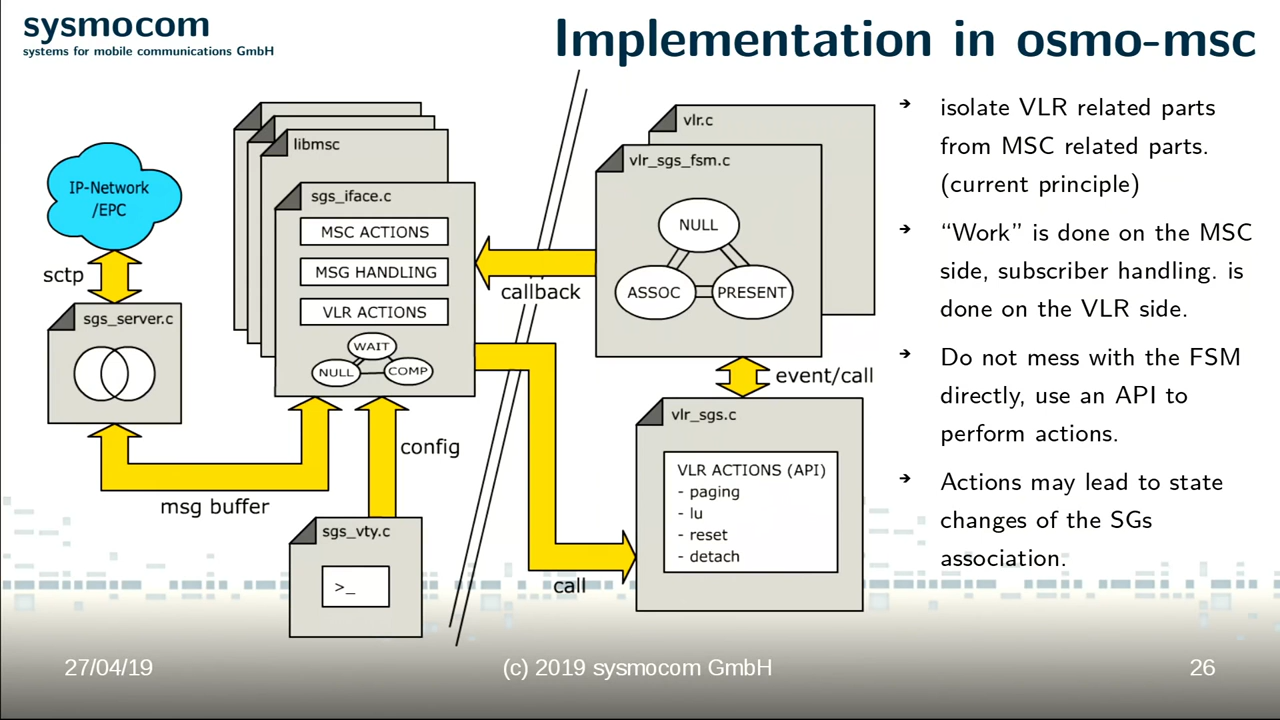 sysmocom
systems for mobile communications GmbH
Implementation in osmo-msc
IP-Network
/EPC
sctp
sgs_server.c
libmsc
sgs_iface.c
MSC ACTIONS
MSG HANDLING
VLR ACTIONS
WAIT
NULL
COMP
msg buffer
config
sgs_vty.c
>_
callback
call
vlr.c
vlr_sgs_fsm.c
NULL
ASSOC
PRESENT
event/call
vlr_sgs.c
VLR ACTIONS (API)
- paging
- lu
- reset
- detach
➔ isolate VLR related parts
from MSC related parts.
(current principle)
➔ “Work” is done on the MSC
side, subscriber handling. is
done on the VLR side.
➔ Do not mess with the FSM
directly, use an API to
perform actions.
➔ Actions may lead to state
changes of the SGs
association.
27/04/19
(c) 2019 sysmocom GmbH
26